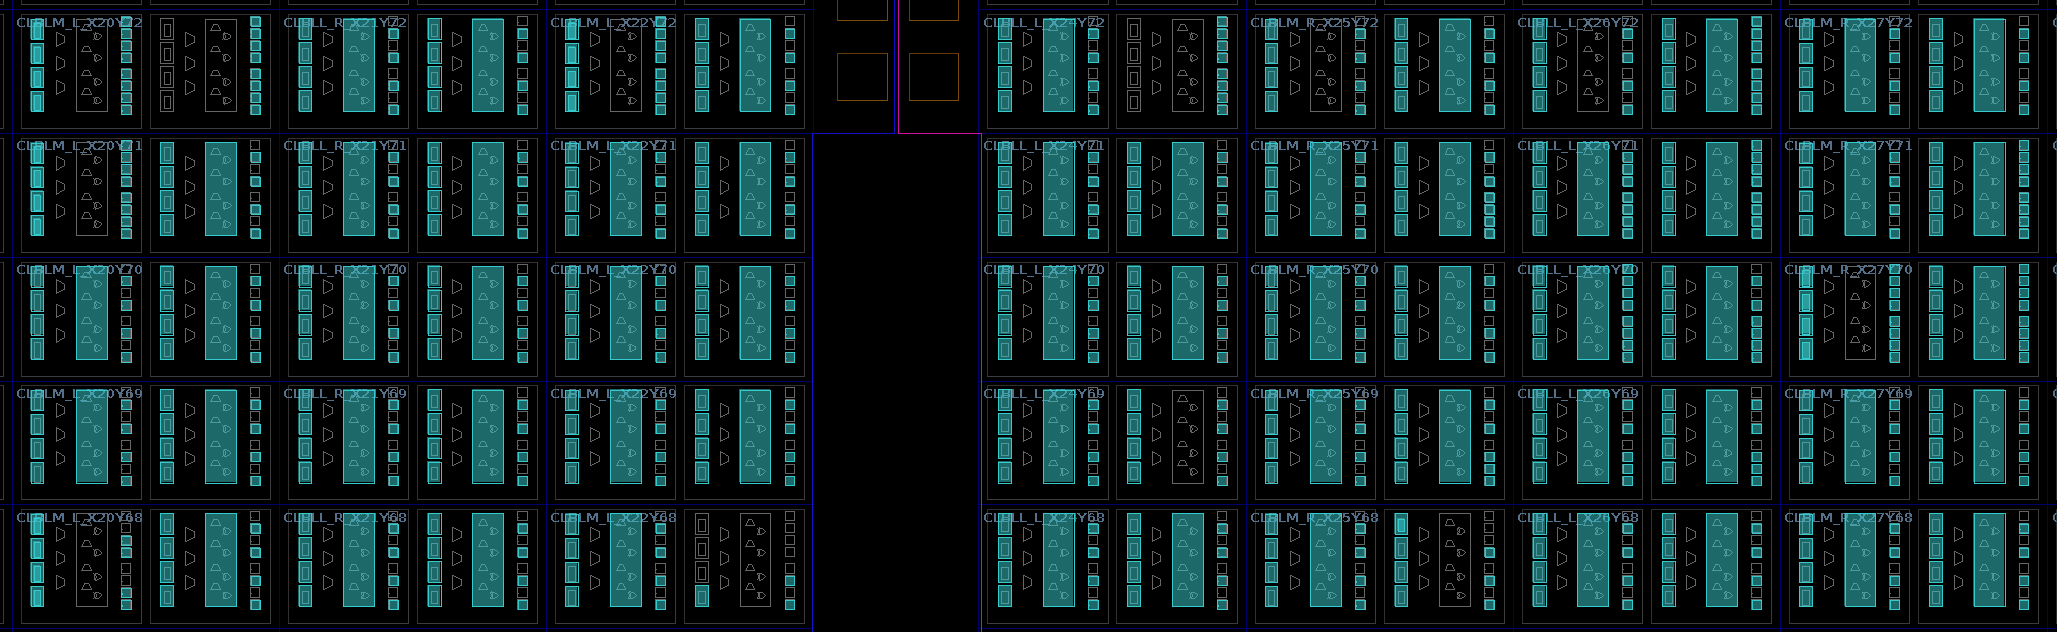 CLBLM_L_X20Y72 CLBLL_R_X21Y72 CLBLM_L_X22Y72 CLBLL_L_X24Y72 CLBLM_R_X25Y72 CLBLL_L_X26Y72 CLBLM_R_X27Y72
CLBLM_L_X20Y71 CLBLL_R_X21Y71 CLBLM_L_X22Y71 CLBLL_L_X24Y71 CLBLM_R_X25Y71 CLBLL_L_X26Y71 CLBLM_R_X27Y71
CLBLM_L_X20Y70 CLBLL_R_X21Y70 CLBLM_L_X22Y70 CLBLL_L_X24Y70 CLBLM_R_X25Y70 CLBLL_L_X26Y70 CLBLM_R_X27Y70
CLBLM_L_X20Y69 CLBLL_R_X21Y69 CLBLM_L_X22Y69 CLBLL_L_X24Y69 CLBLM_R_X25Y69 CLBLL_L_X26Y69 CLBLM_R_X27Y69
CLBLM_L_X20Y68 CLBLL_R_X21Y68 CLBLM_L_X22Y68 CLBLL_L_X24Y68 CLBLM_R_X25Y68 CLBLL_L_X26Y68 CLBLM_R_X27Y68